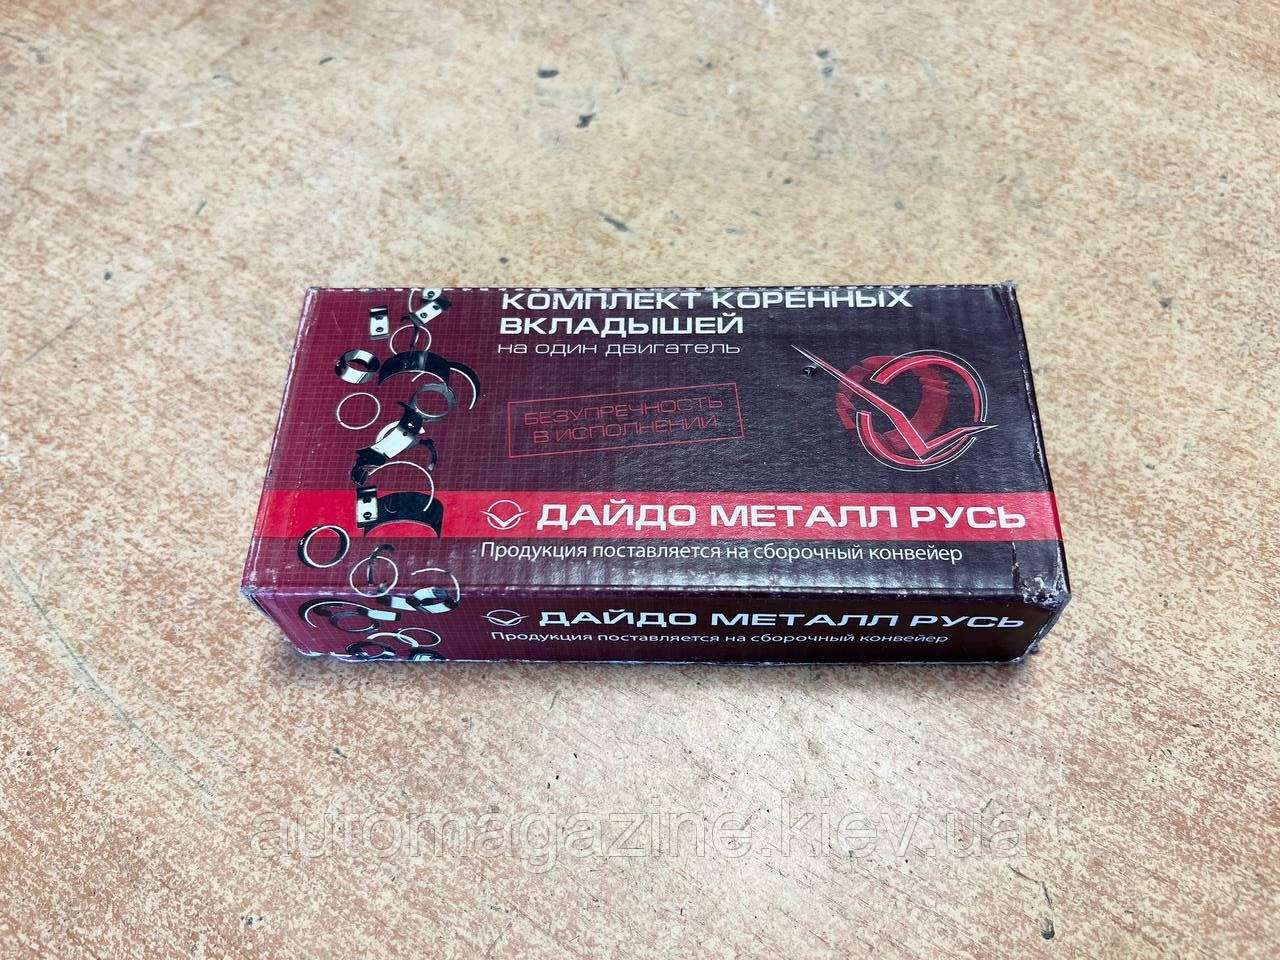 КОМПЛЕКТ КОРЕННЫХ
ВКЛАДЫШЕЙ
на один двигатель
БЕЗУПРЕЧНОСТЬ
В ИСПОЛНЕНИИ
ДАЙДО МЕТАЛЛ РУСЬ
Продукция поставляется на сборочный конвейер
ДАЙДО МЕТАЛЛ РУСЬ
Продукция поставляется на сборочный конвейер
automagazine.kiev.ua